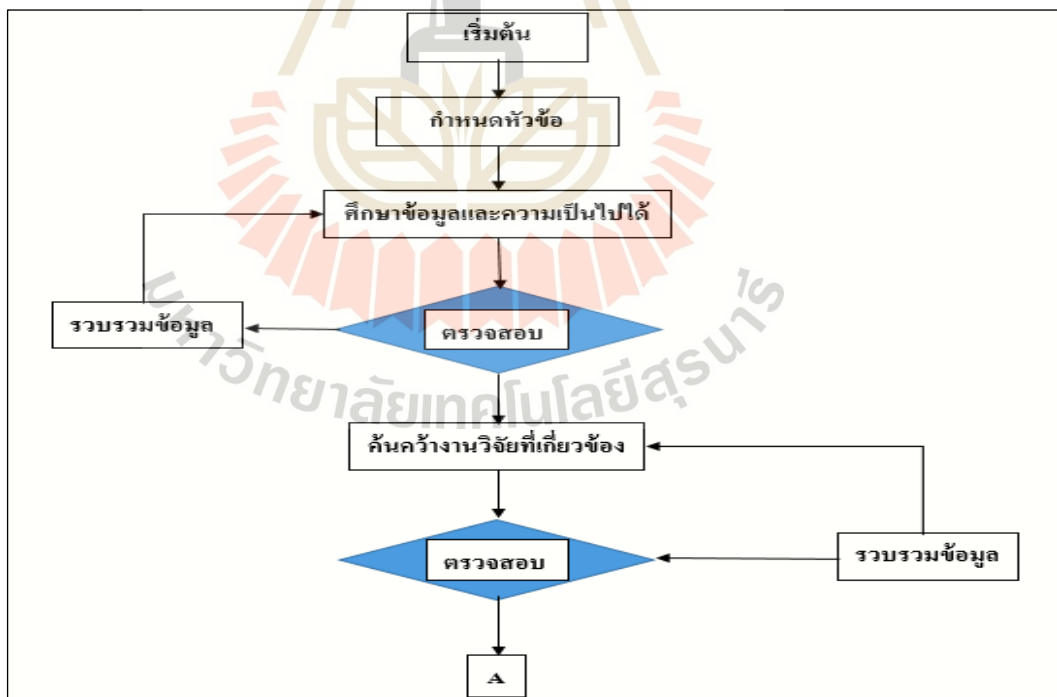 เริ่มต้น
กำหนดหัวข้อ
ศึกษาข้อมูลและความเป็นไปได้
รวบรวมข้อมูล
ตรวจสอบ
มหาวิทยาลัยเทคโนโลยีสุรนารี
ค้นคว้างานวิจัยที่เกี่ยวข้อง
ตรวจสอบ
รวบรวมข้อมูล
A